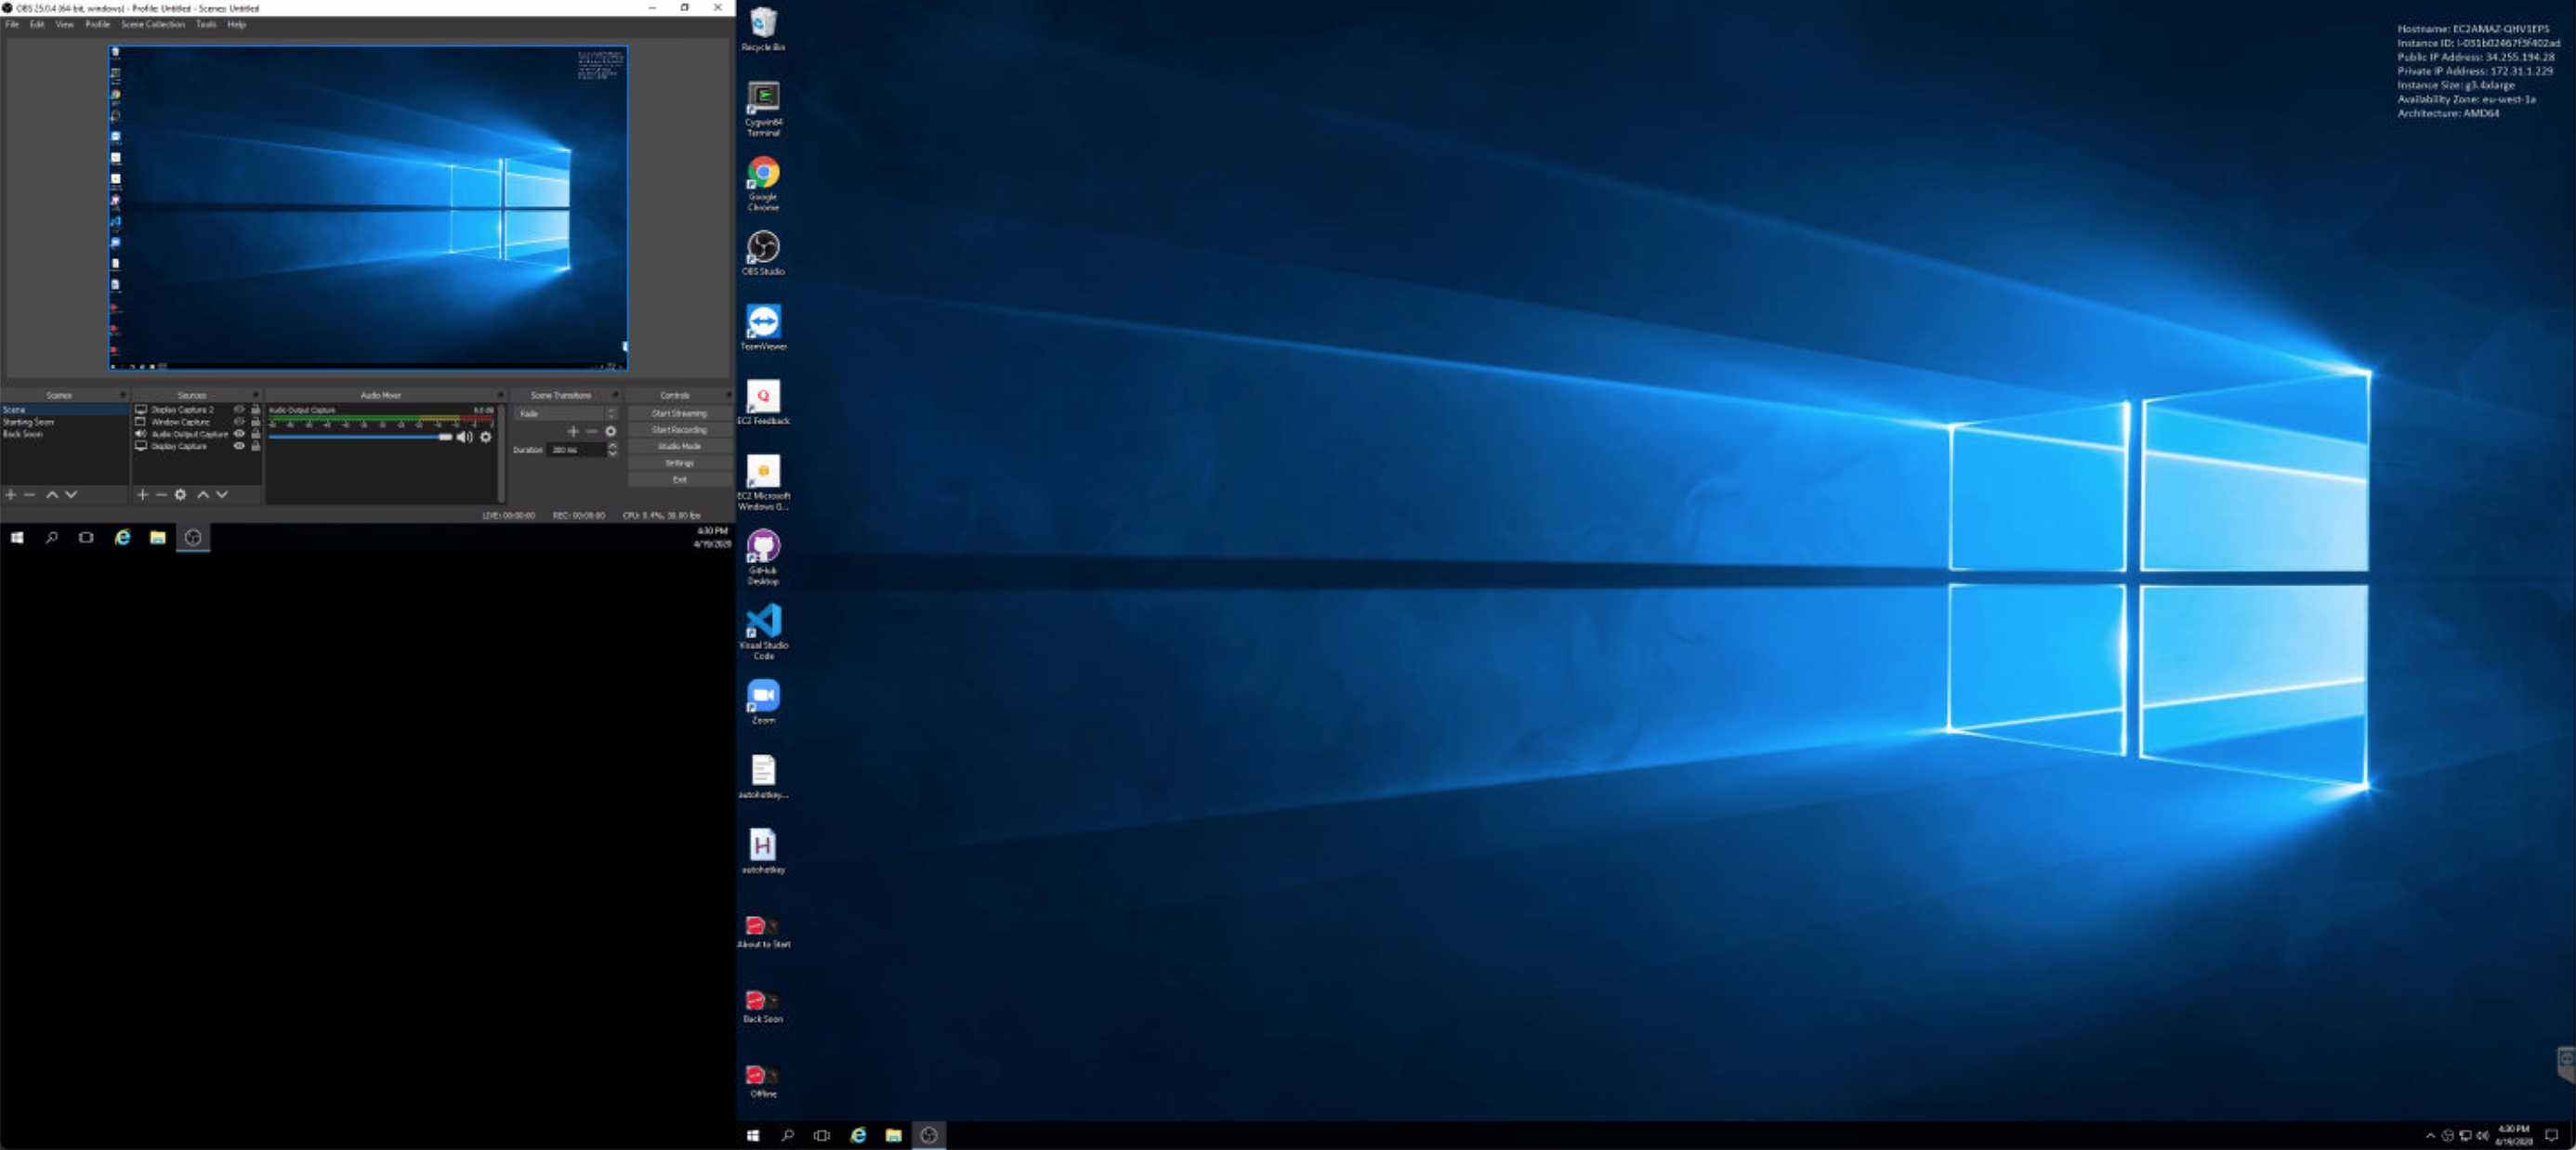 OBS 25.0.4 (64-bit, windows) - Profile: Untitled - Scenes: Untitled
File Edit View Profile Scene Collection Tools Help
Scenes
Scene
Starting Soon
Back Soon
Sources
Display Capture 2
Window Capture
Audio Output Capture
Display Capture
Audio Mixer
Audio Output Capture 0.0 dB
Scene Transitions
Fade
Duration 300 ms
Controls
Start Streaming
Start Recording
Studio Mode
Settings
Exit
LIVE: 00:00:00 REC: 00:00:00 CPU: 0.4%, 30.00 fps
4:30 PM
4/19/2020
Recycle Bin
Cygwin64
Terminal
Google
Chrome
OBS Studio
TeamViewer
EC2 Feedback
EC2 Microsoft
Windows G...
GitHub
Desktop
Visual Studio
Code
Zoom
autohotkey...
autohotkey
About to Start
Back Soon
Offline
Hostname: EC2AMAZ-QHV1EPS
Instance ID: i-031b02467f9f402ad
Public IP Address: 34.255.194.28
Private IP Address: 172.31.1.229
Instance Size: g3.4xlarge
Availability Zone: eu-west-1a
Architecture: AMD64
4:30 PM
4/19/2020